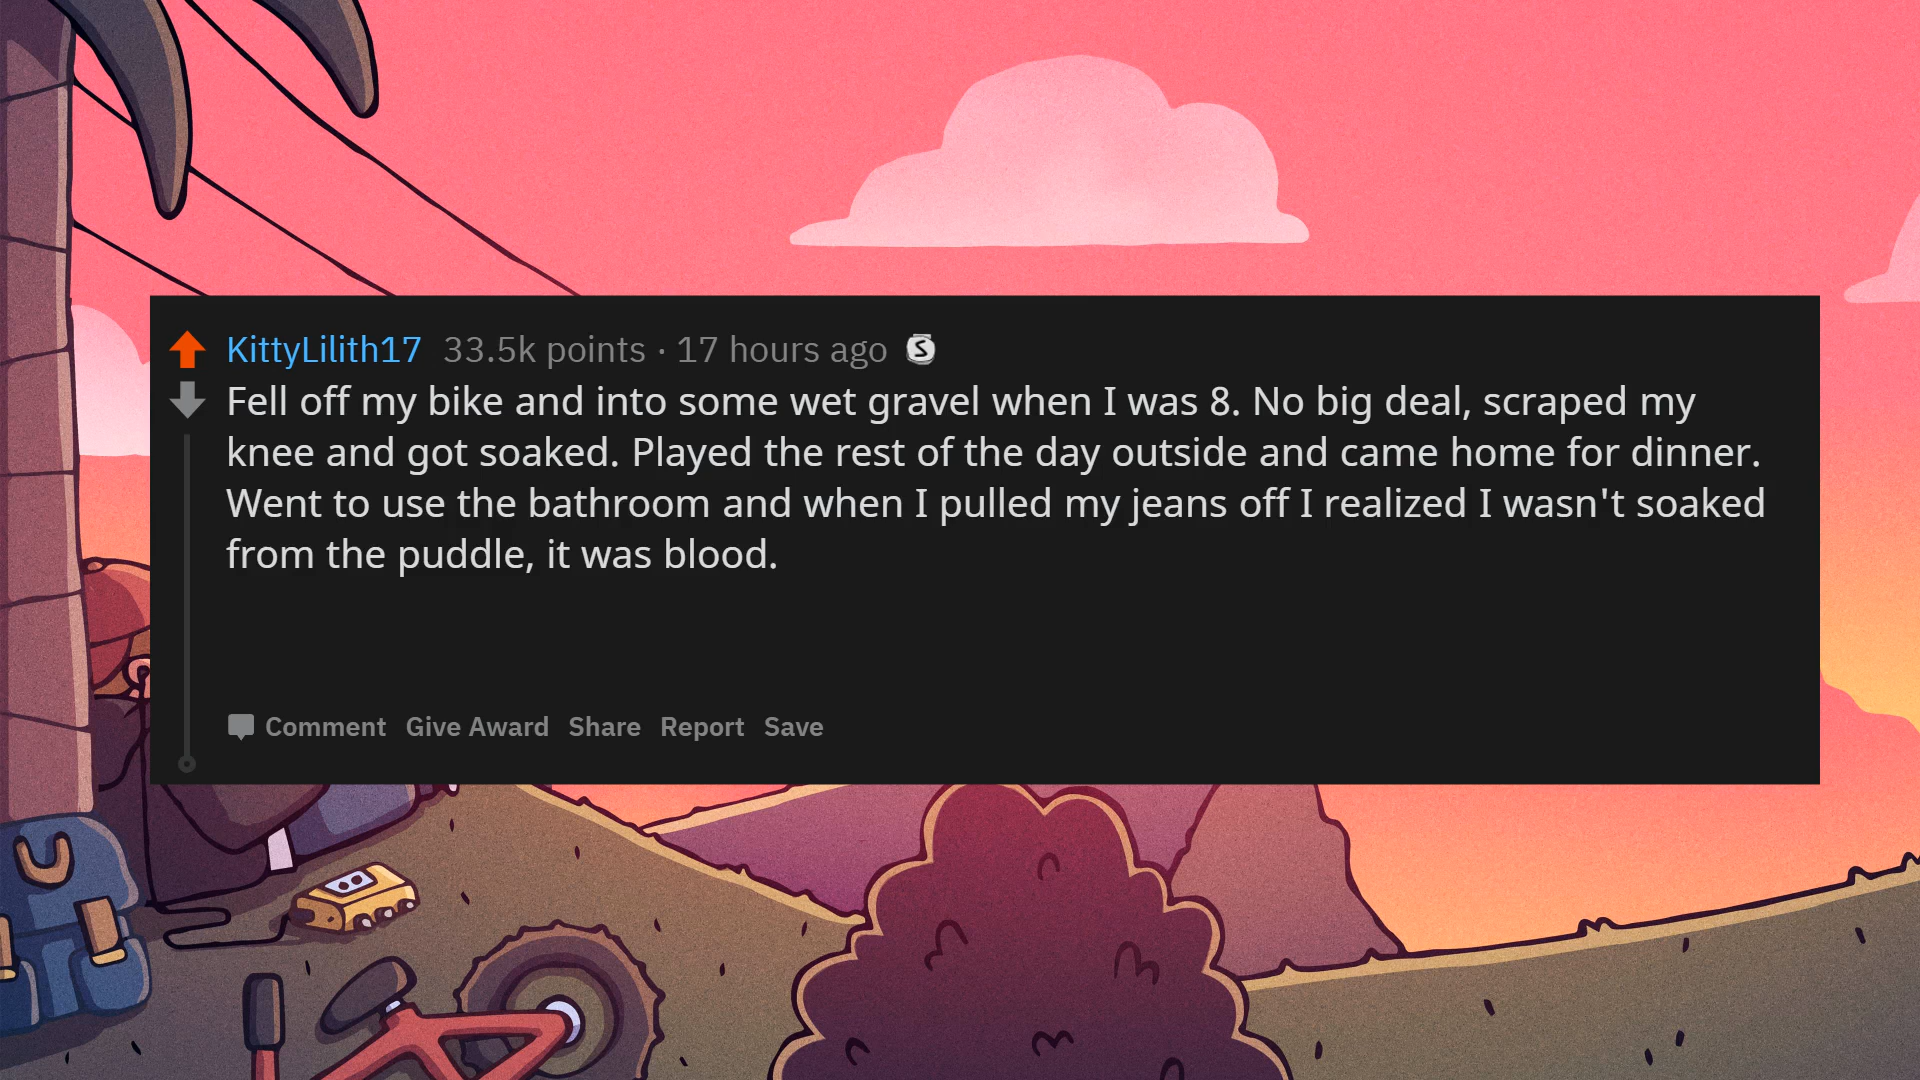 KittyLilith17 33.5k points · 17 hours ago S
Fell off my bike and into some wet gravel when I was 8. No big deal, scraped my
knee and got soaked. Played the rest of the day outside and came home for dinner.
Went to use the bathroom and when I pulled my jeans off I realized I wasn't soaked
from the puddle, it was blood.
Comment Give Award Share Report Save